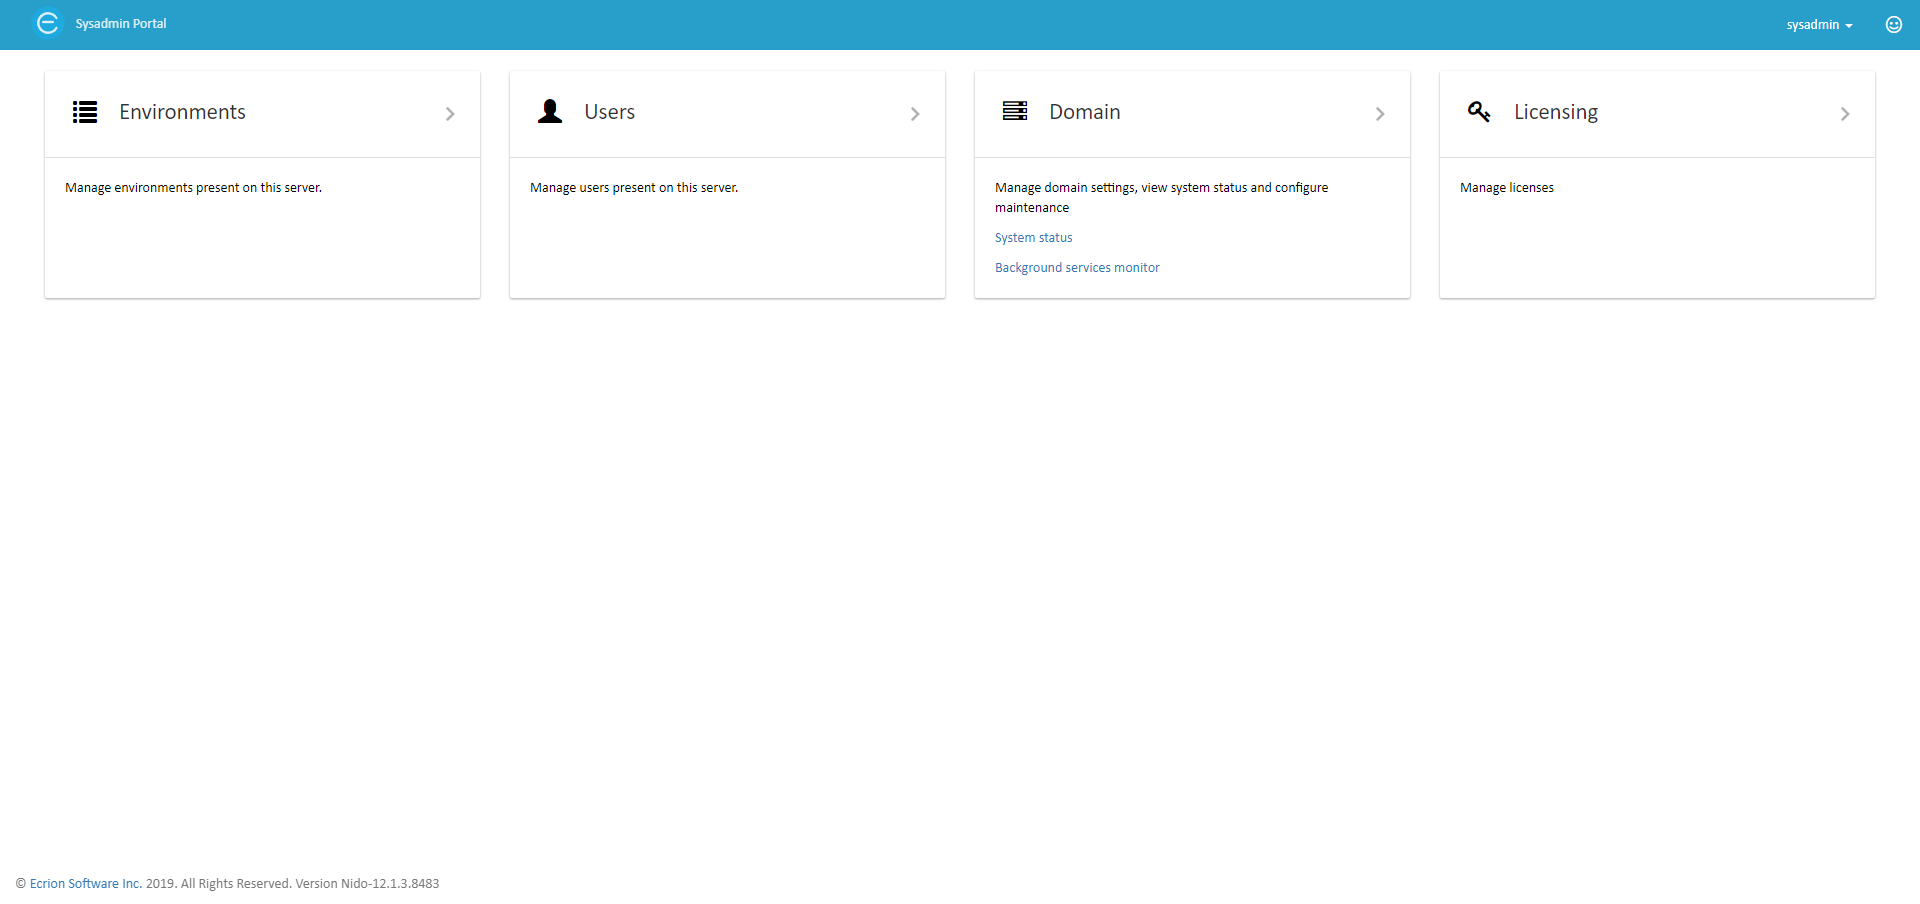 Sysadmin Portal
sysadmin
Environments
Manage environments present on this server.
Users
Manage users present on this server.
Domain
Manage domain settings, view system status and configure
maintenance
System status
Background services monitor
Licensing
Manage licenses
© Ecrion Software Inc. 2019. All Rights Reserved. Version Nido-12.1.3.8483